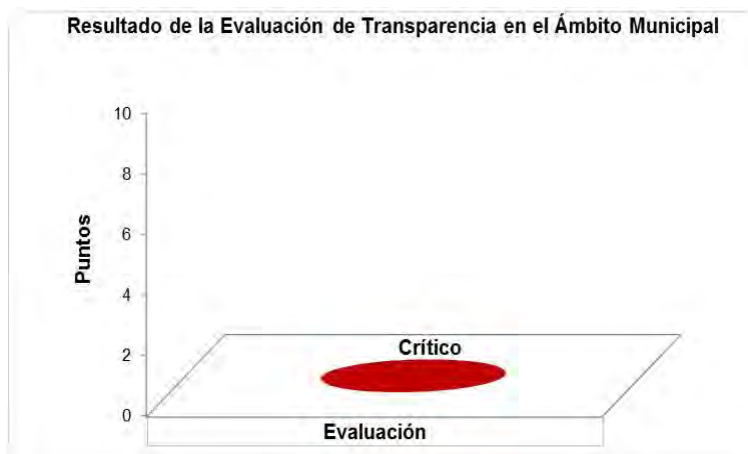 Resultado de la Evaluación de Transparencia en el Ámbito Municipal
10
8
6
4
2
0
Puntos
Crítico
Evaluación